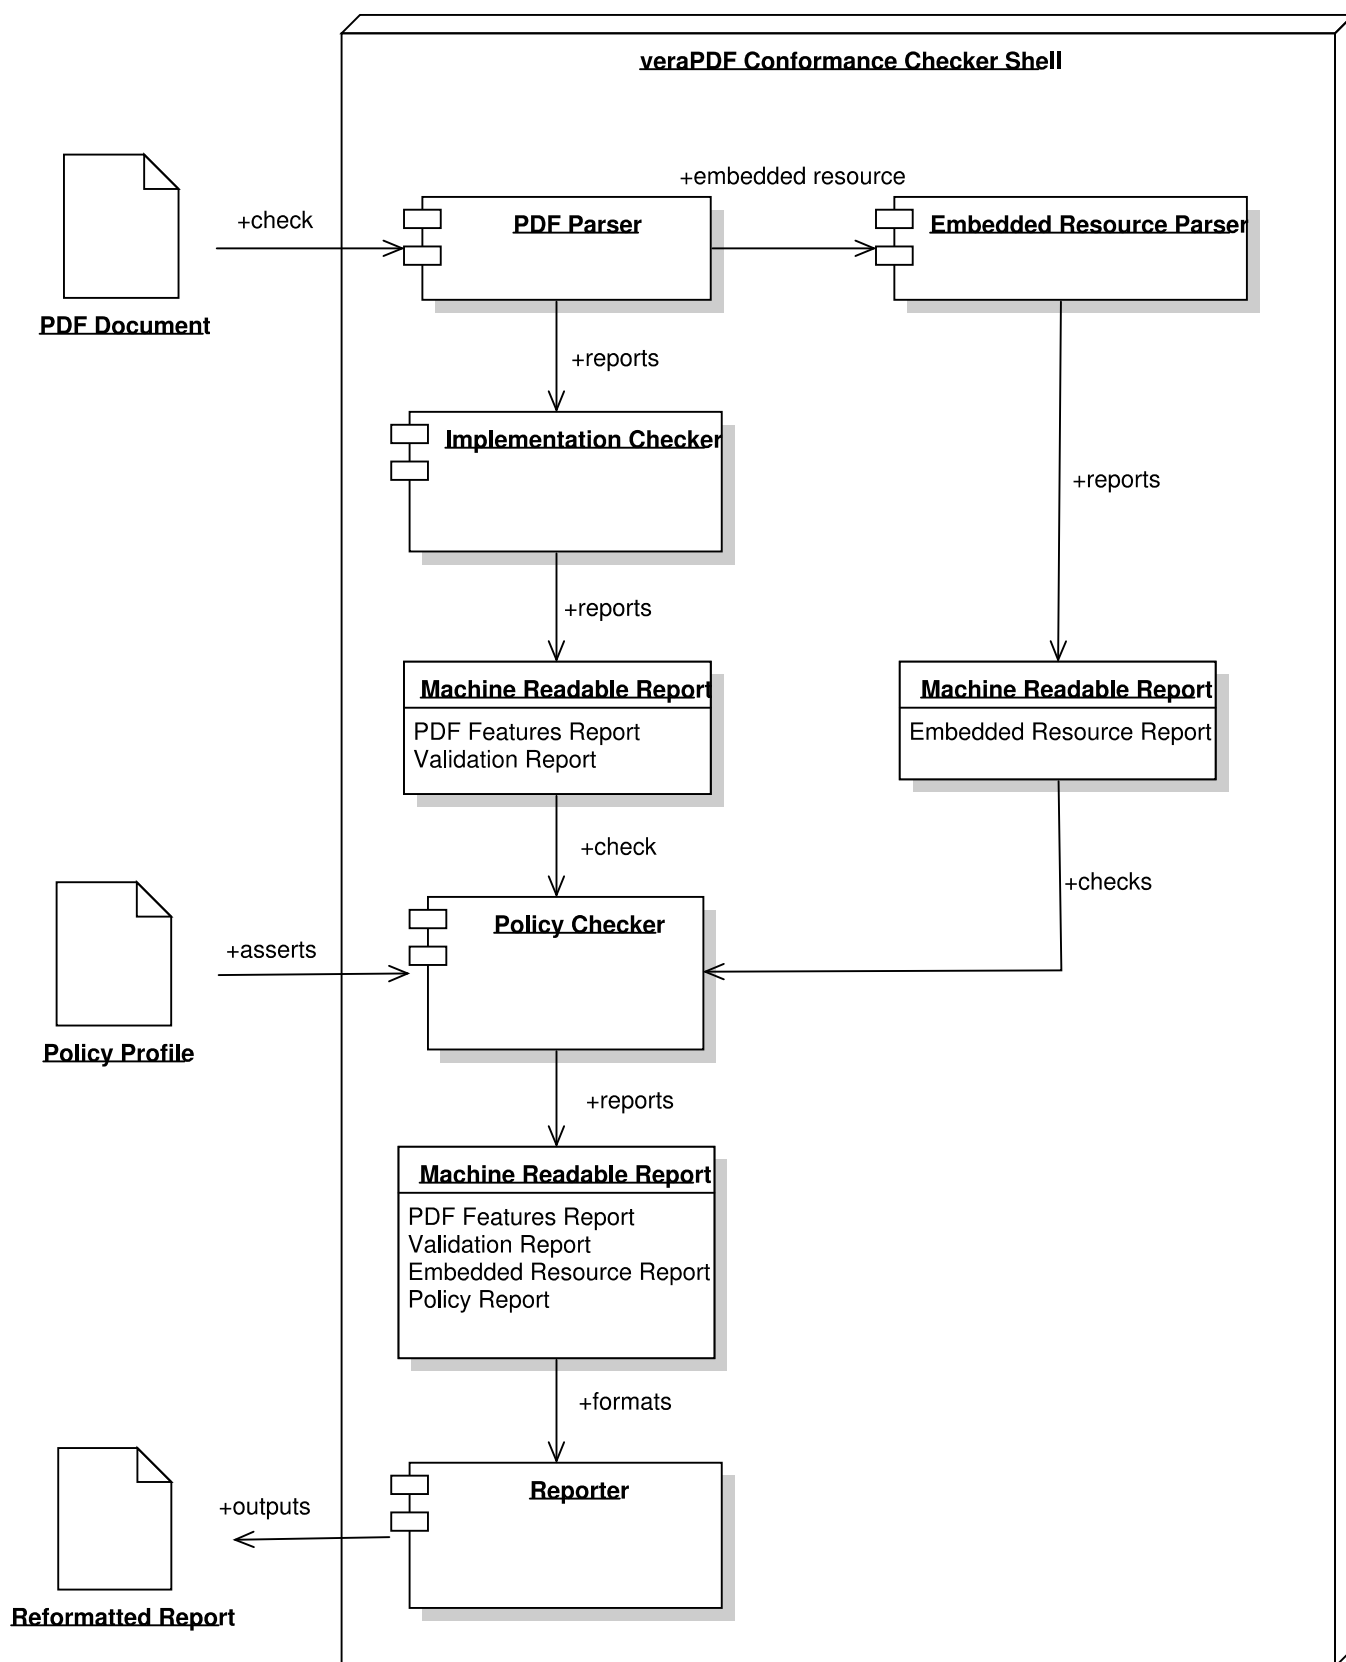 veraPDF Conformance Checker Shell
+embedded resource
+check
PDF Parser
Embedded Resource Parser
PDF Document
+reports
Implementation Checker
+reports
+reports
Machine Readable Report
PDF Features Report
Validation Report
Machine Readable Report
Embedded Resource Report
+check
+checks
Policy Checker
+asserts
Policy Profile
+reports
Machine Readable Report
PDF Features Report
Validation Report
Embedded Resource Report
Policy Report
+formats
Reporter
+outputs
Reformatted Report